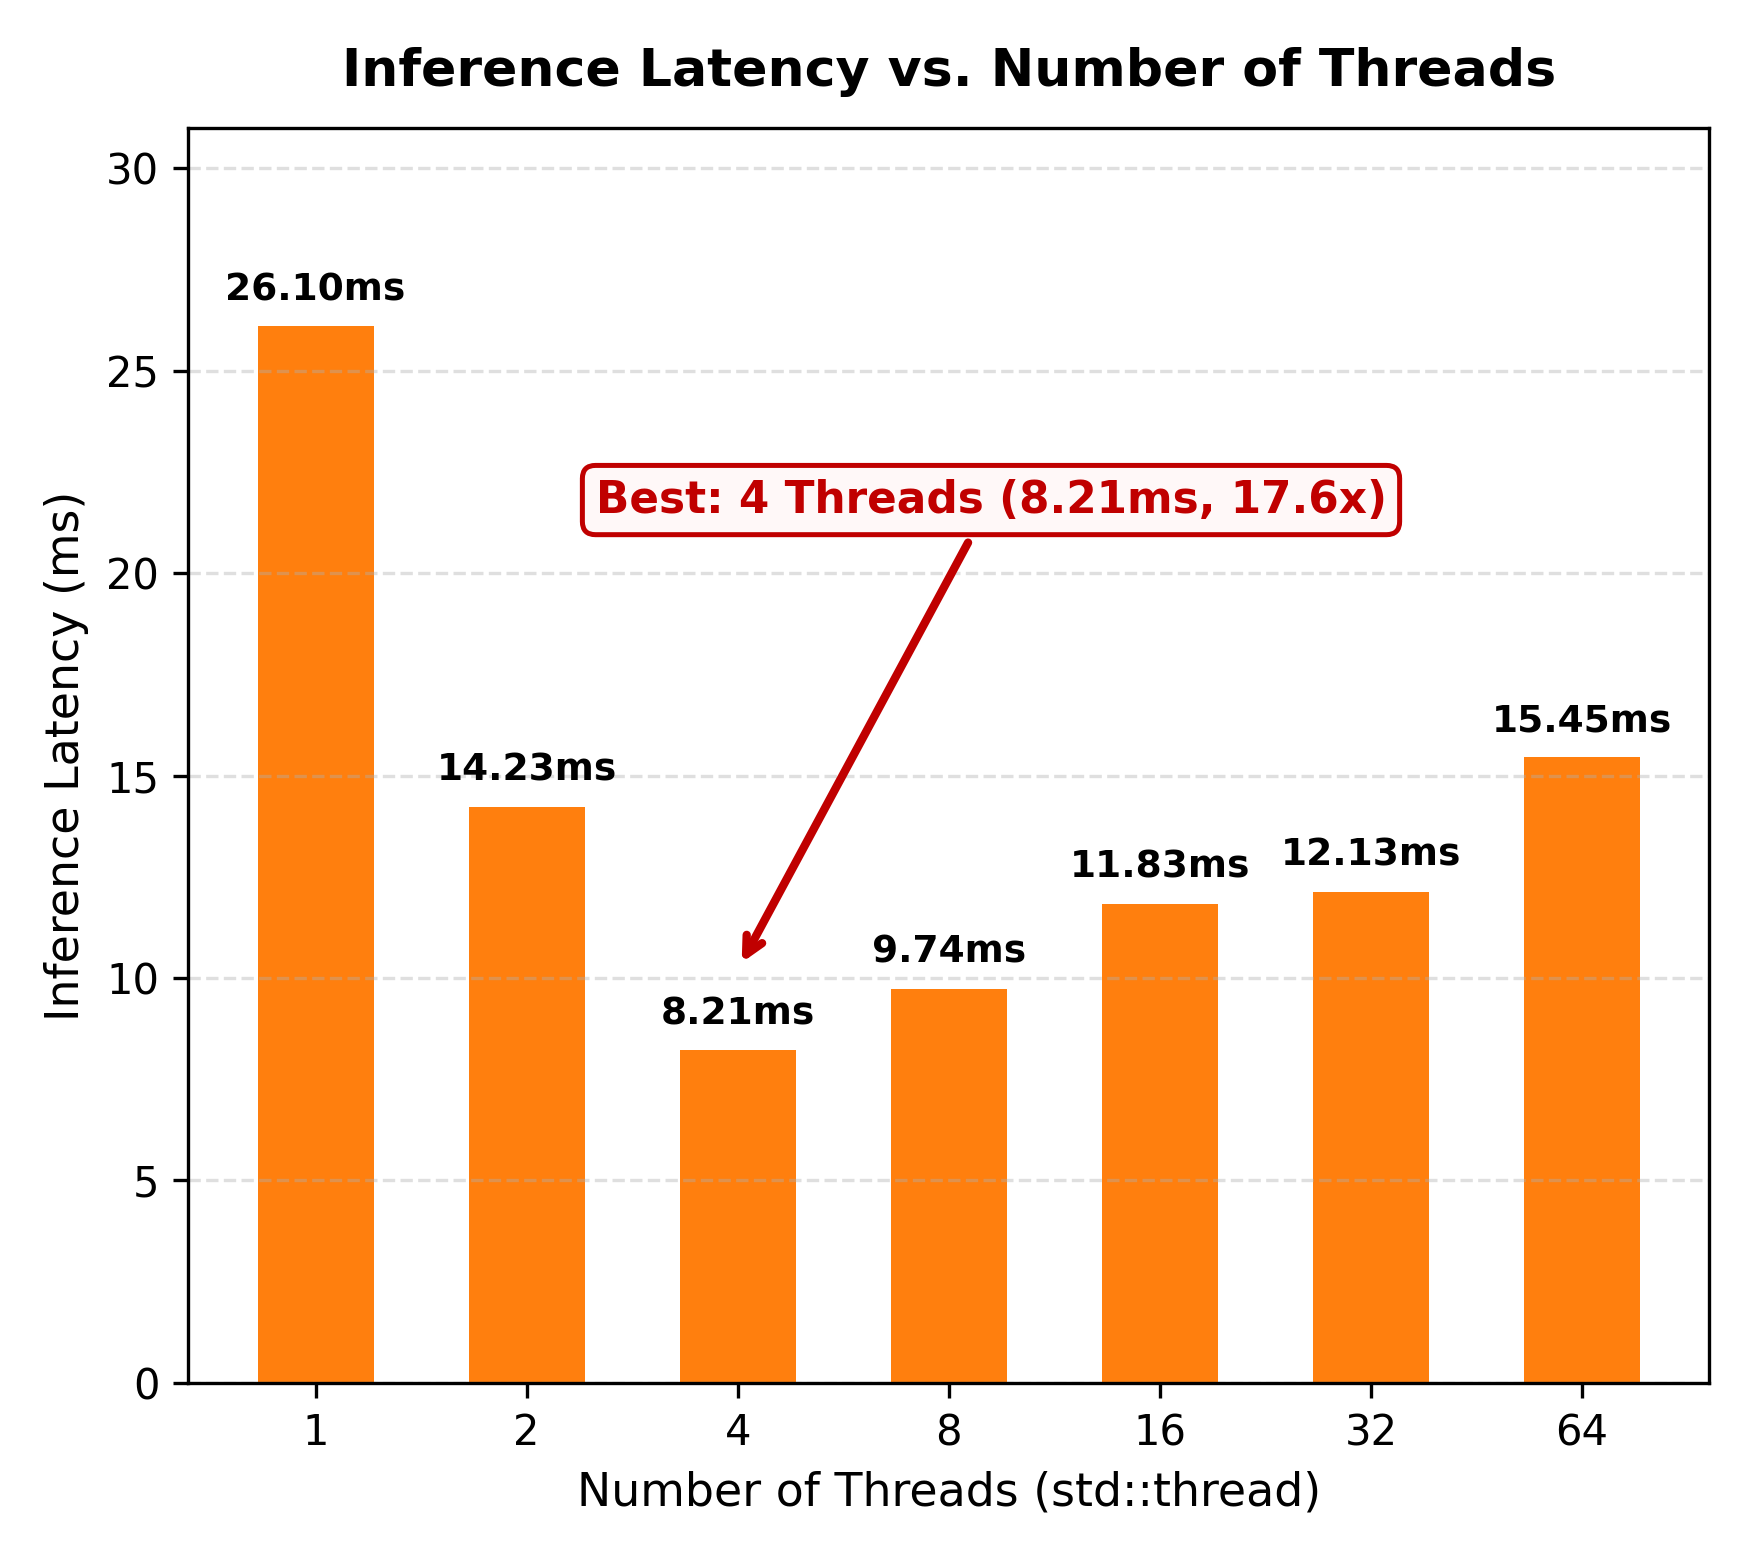 Inference Latency vs. Number of Threads
Inference Latency (ms)
30
25
20
15
10
5
0
26.10ms
14.23ms
8.21ms
9.74ms
11.83ms
12.13ms
15.45ms
Best: 4 Threads (8.21ms, 17.6x)
1 2 4 8 16 32 64
Number of Threads (std::thread)